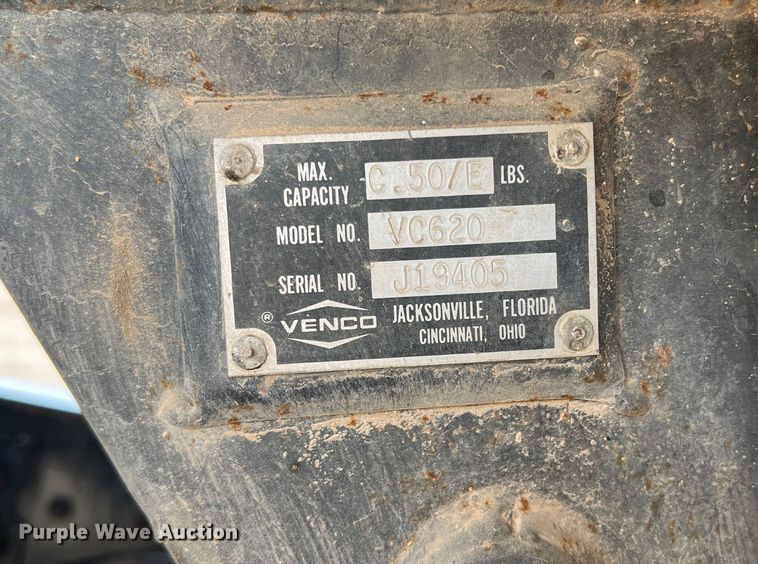 MAX. CAPACITY C.50/E LBS.
MODEL NO. VC620
SERIAL NO. J19405
® VENCO JACKSONVILLE, FLORIDA
CINCINNATI, OHIO
Purple Wave Auction